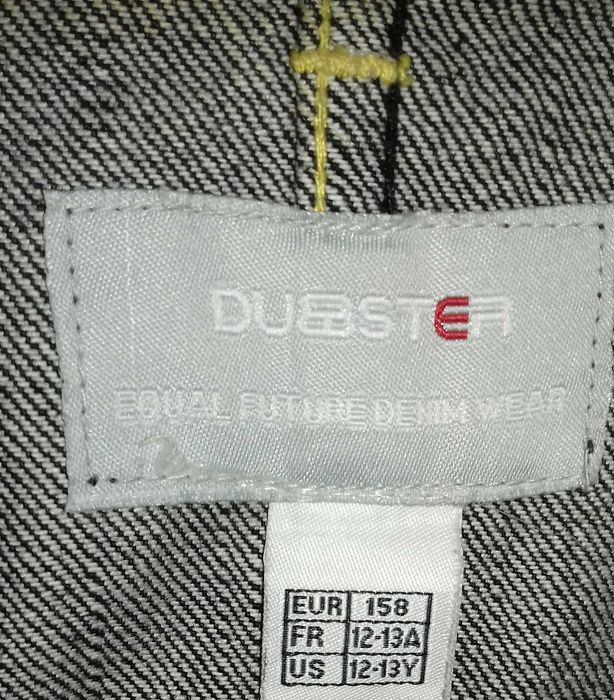 DUBSTER
EQUAL FUTURE DENIM WEAR
EUR 158
FR 12-13A
US 12-13Y